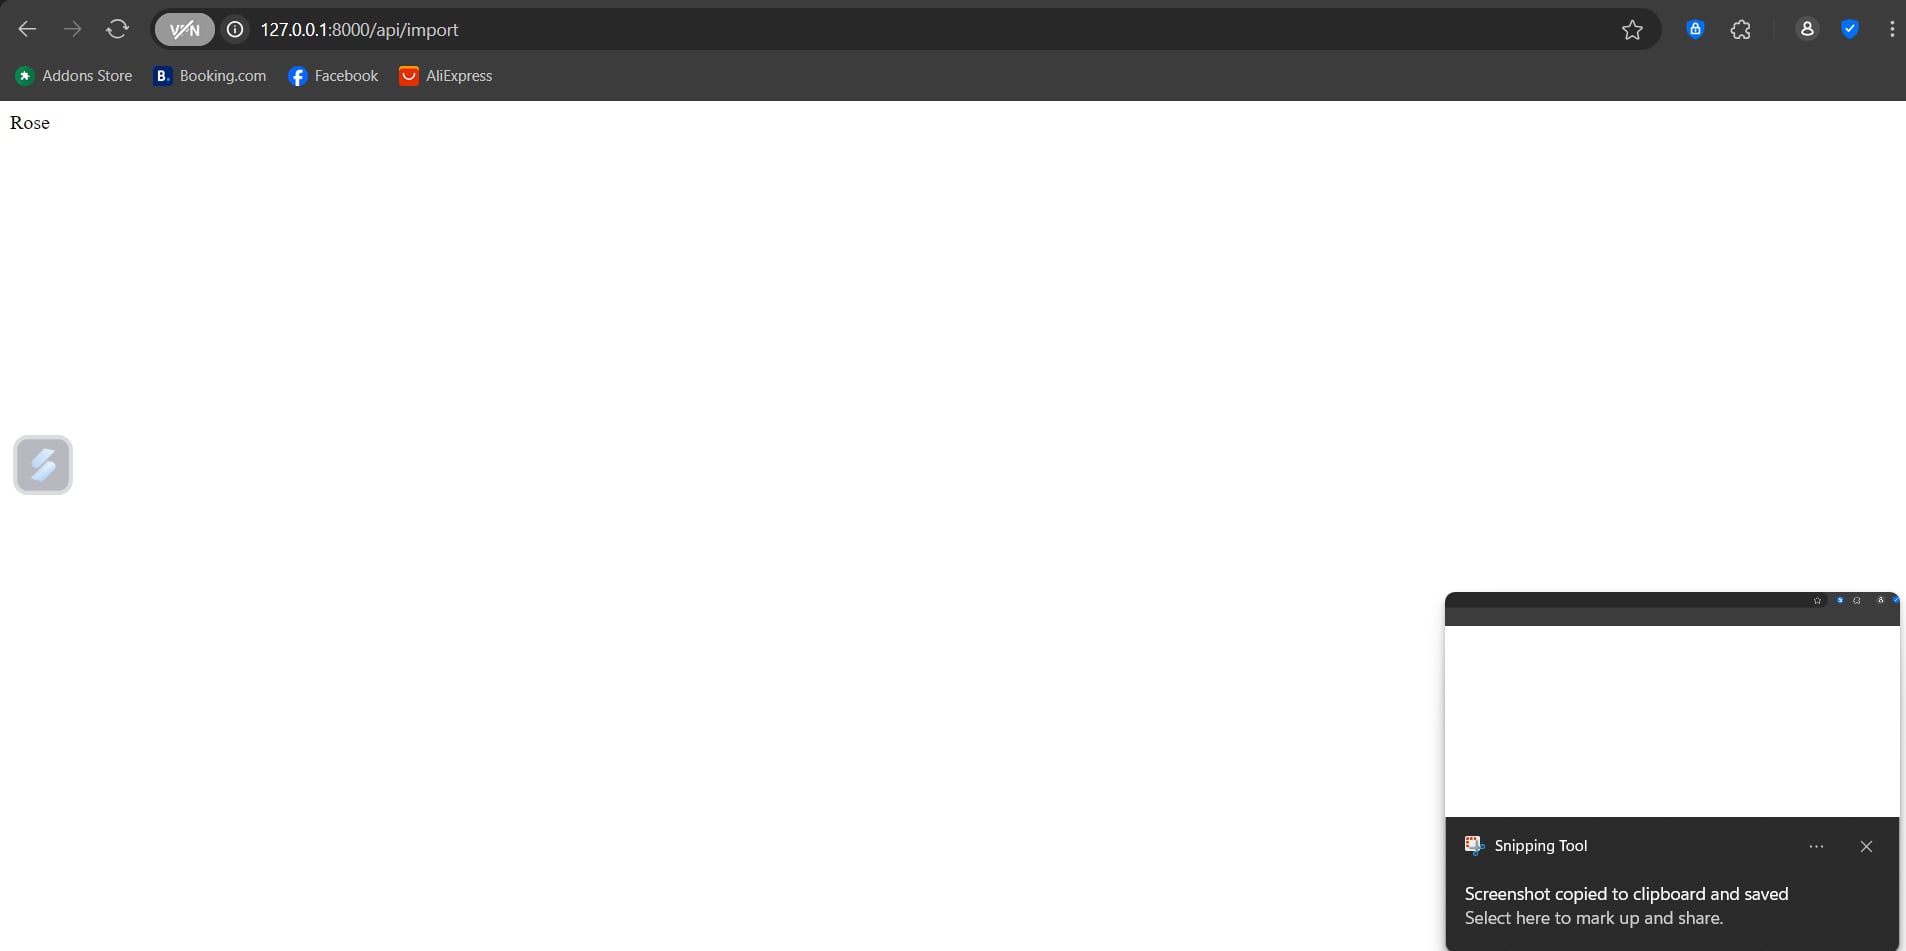 VPN
127.0.0.1:8000/api/import
Addons Store
B. Booking.com
Facebook
AliExpress
Rose
Snipping Tool
Screenshot copied to clipboard and saved
Select here to mark up and share.